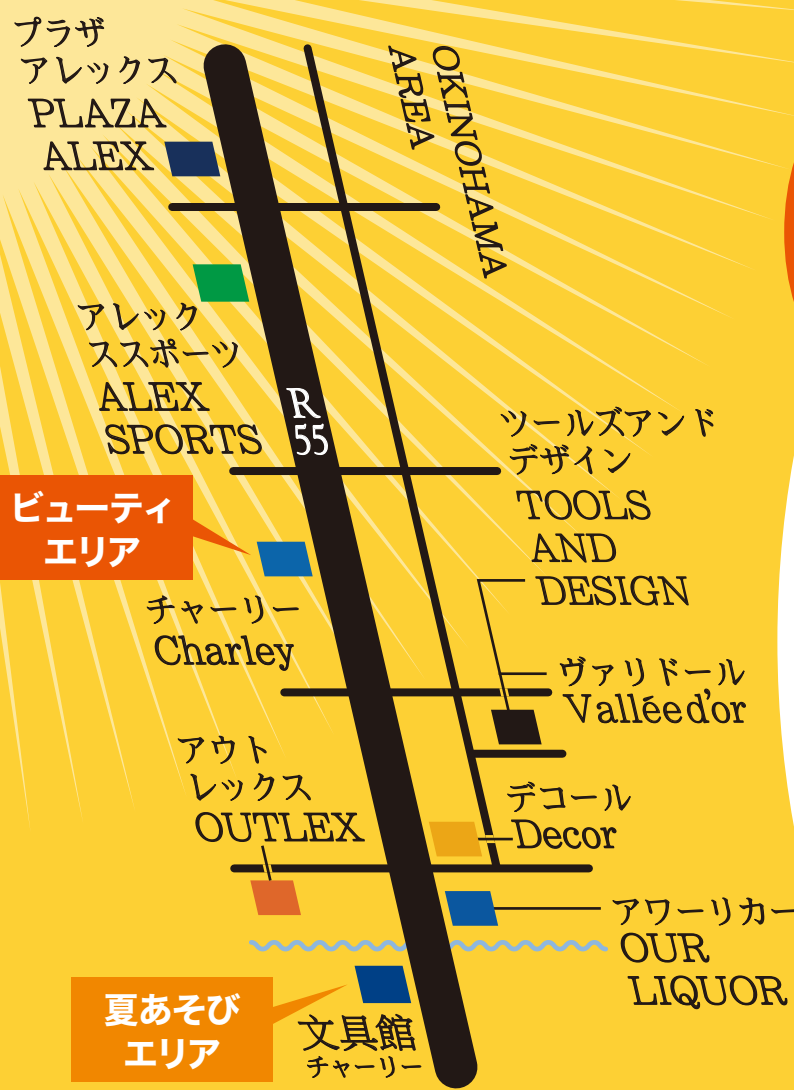 プラザ
アレックス
PLAZA
ALEX
OKINOHAMA
AREA
アレック
ススポーツ
ALEX
SPORTS
R
55
ツールズアンド
デザイン
TOOLS
AND
DESIGN
ビューティ
エリア
チャーリー
Charley
ヴァリドール
Vallée d'or
アウト
レックス
OUTLEX
デコール
Decor
アワーリカー
OUR
LIQUOR
夏あそび
エリア
文具館
チャーリー